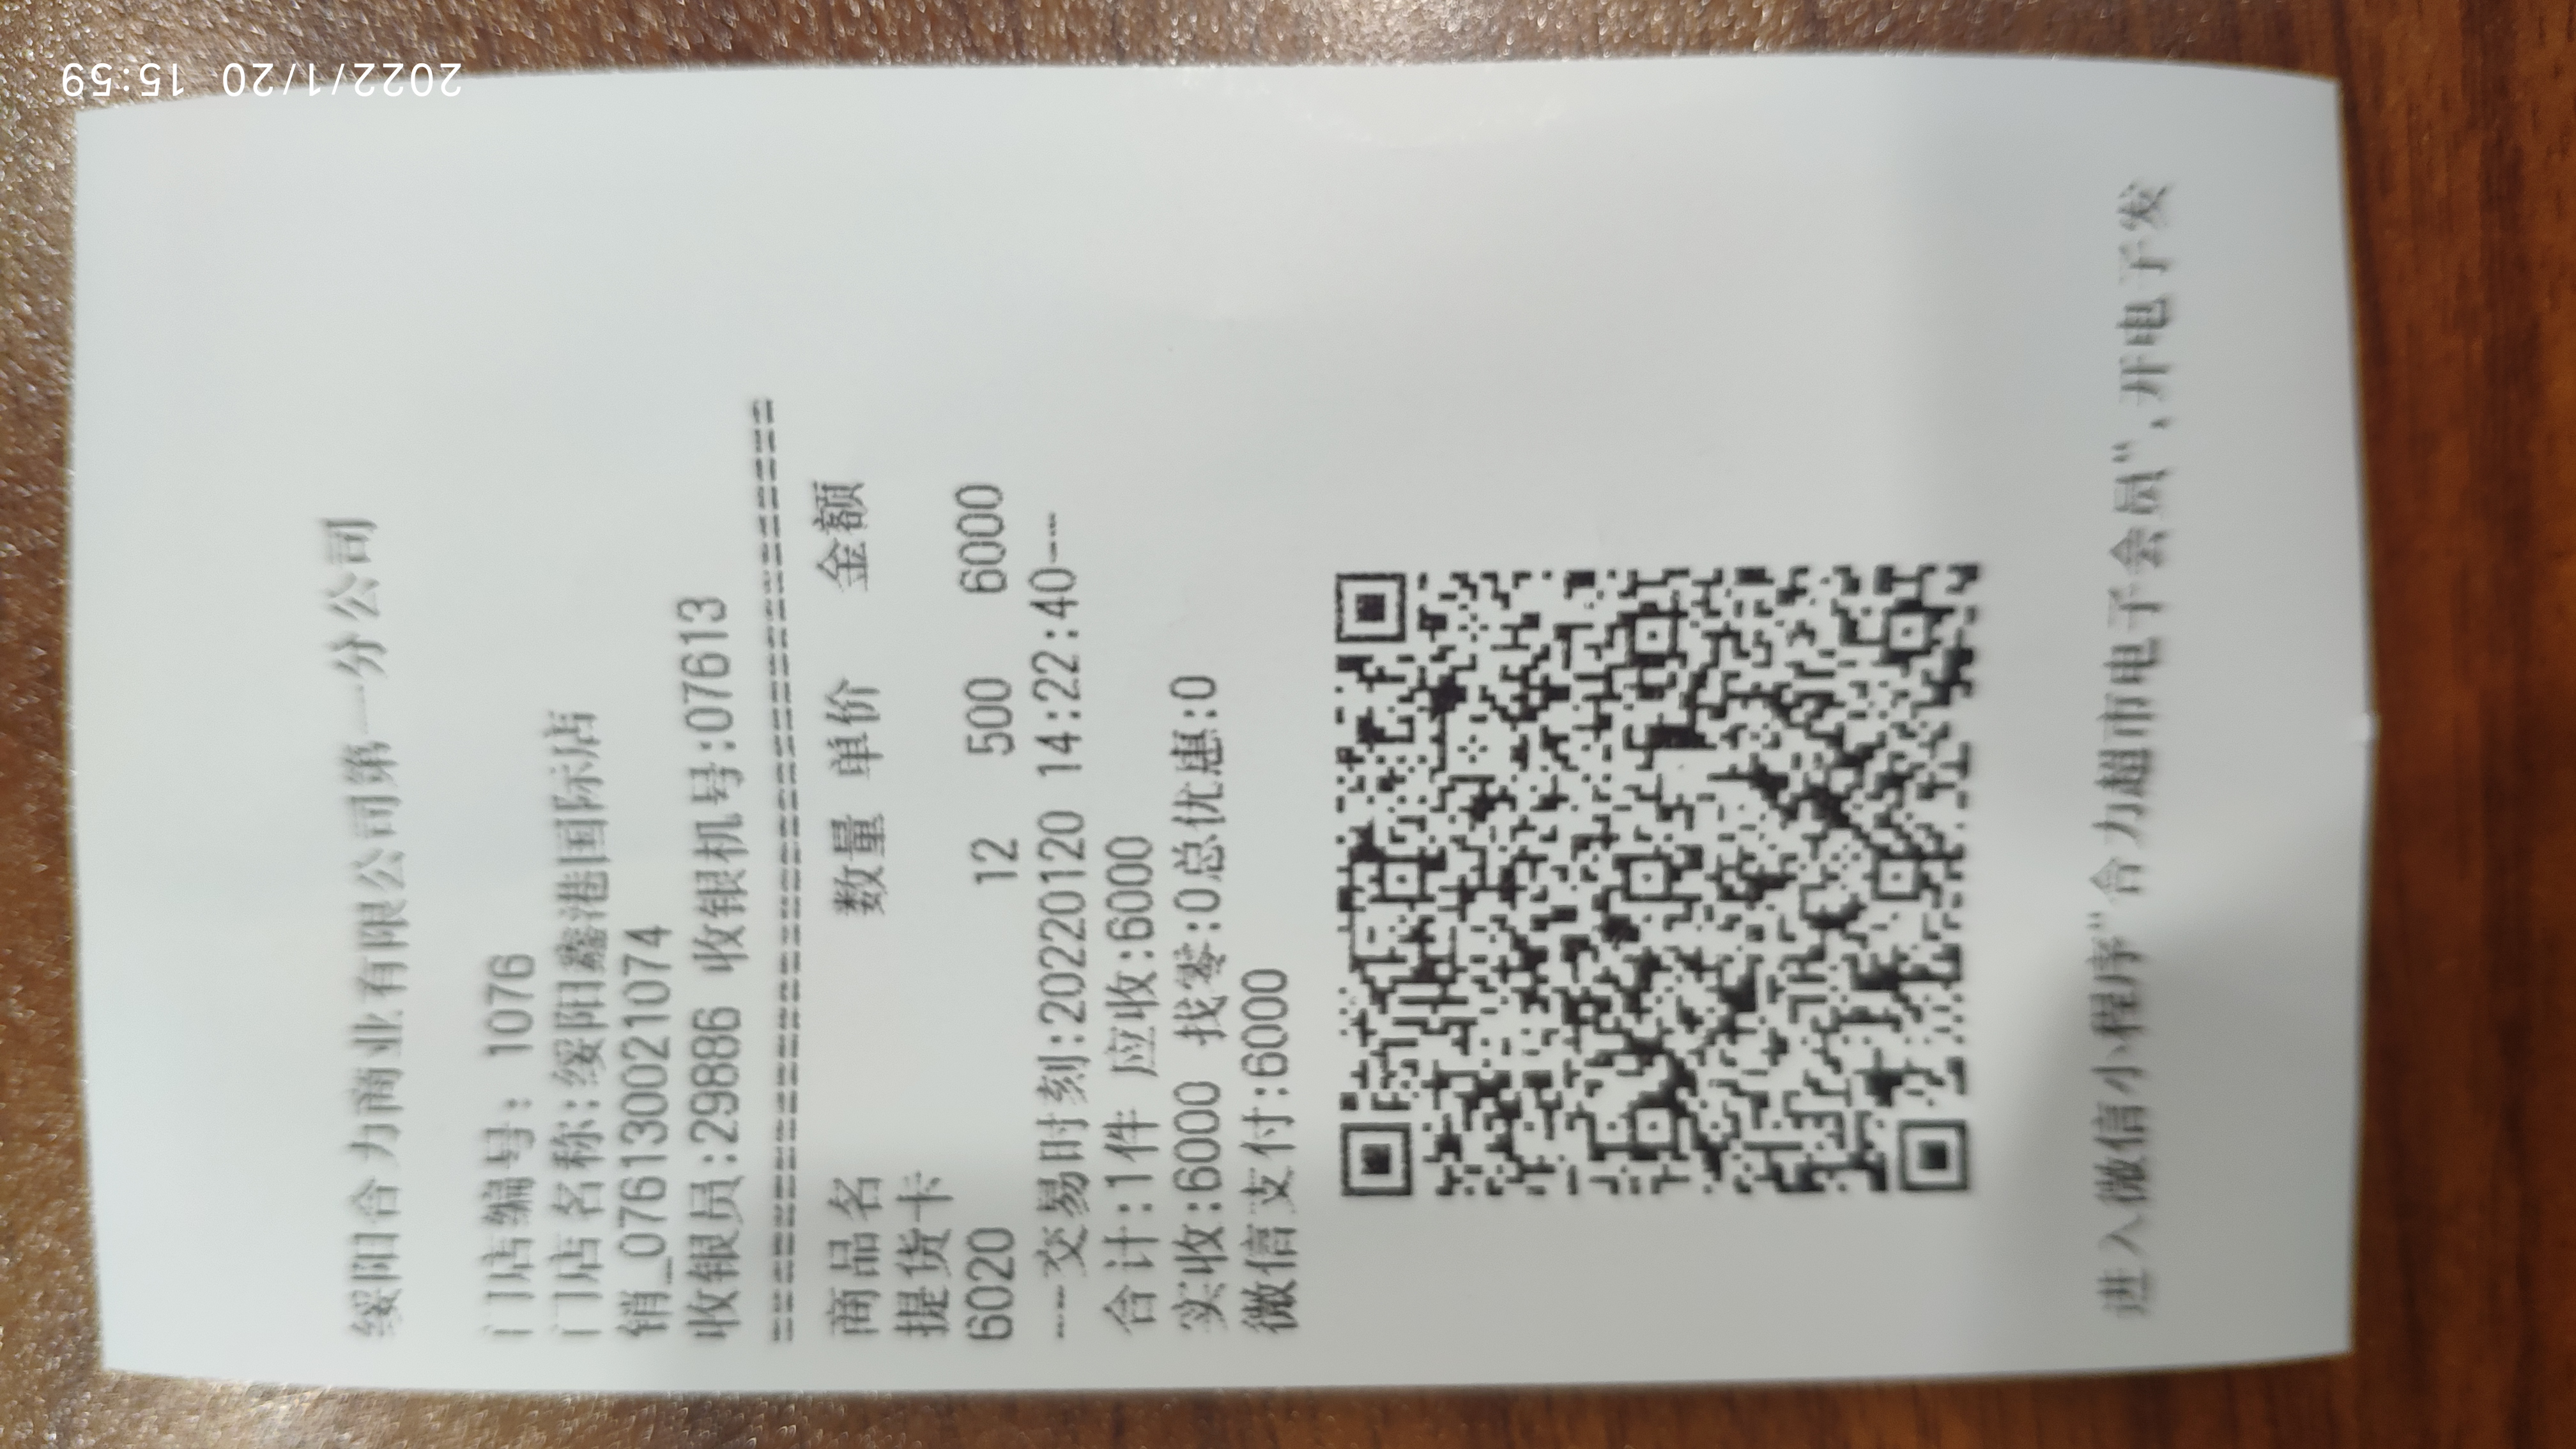 绥阳合力商业有限公司第一分公司
门店编号: 1076
门店名称:绥阳鑫港国际店
销_076130021074
收银员:29886 收银机号:07613
================================
商品名 数量 单价 金额
提货卡
6020 12 500 6000
---交易时刻:20220120 14:22:40---
合计:1件 应收:6000
实收:6000 找零:0总优惠:0
微信支付:6000
进入微信小程序"合力超市电子会员",开电子发
2022/1/20 15:59